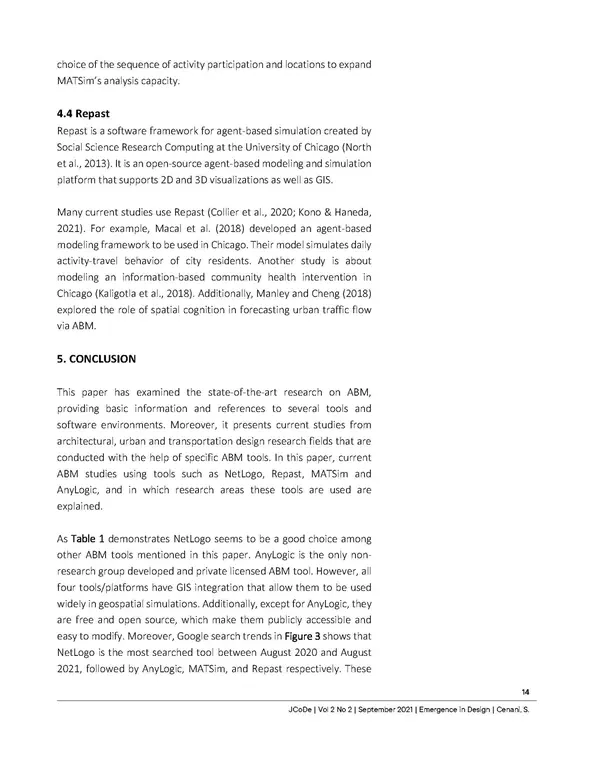 choice of the sequence of activity participation and locations to expand
MATSim's analysis capacity.
4.4 Repast
Repast is a software framework for agent-based simulation created by
Social Science Research Computing at the University of Chicago (North
et al., 2013). It is an open-source agent-based modeling and simulation
platform that supports 2D and 3D visualizations as well as GIS.
Many current studies use Repast (Collier et al., 2020; Kono & Haneda,
2021). For example, Macal et al. (2018) developed an agent-based
modeling framework to be used in Chicago. Their model simulates daily
activity-travel behavior of city residents. Another study is about
modeling an information-based community health intervention in
Chicago (Kaligotla et al., 2018). Additionally, Manley and Cheng (2018)
explored the role of spatial cognition in forecasting urban traffic flow
via ABM.
5. CONCLUSION
This paper has examined the state-of-the-art research on ABM,
providing basic information and references to several tools and
software environments. Moreover, it presents current studies from
architectural, urban and transportation design research fields that are
conducted with the help of specific ABM tools. In this paper, current
ABM studies using tools such as NetLogo, Repast, MATSim and
AnyLogic, and in which research areas these tools are used are
explained.
As Table 1 demonstrates NetLogo seems to be a good choice among
other ABM tools mentioned in this paper. AnyLogic is the only non-
research group developed and private licensed ABM tool. However, all
four tools/platforms have GIS integration that allow them to be used
widely in geospatial simulations. Additionally, except for AnyLogic, they
are free and open source, which make them publicly accessible and
easy to modify. Moreover, Google search trends in Figure 3 shows that
NetLogo is the most searched tool between August 2020 and August
2021, followed by AnyLogic, MATSim, and Repast respectively. These
14
JCoDe | Vol 2 No 2 | September 2021 | Emergence in Design | Cenani, S.